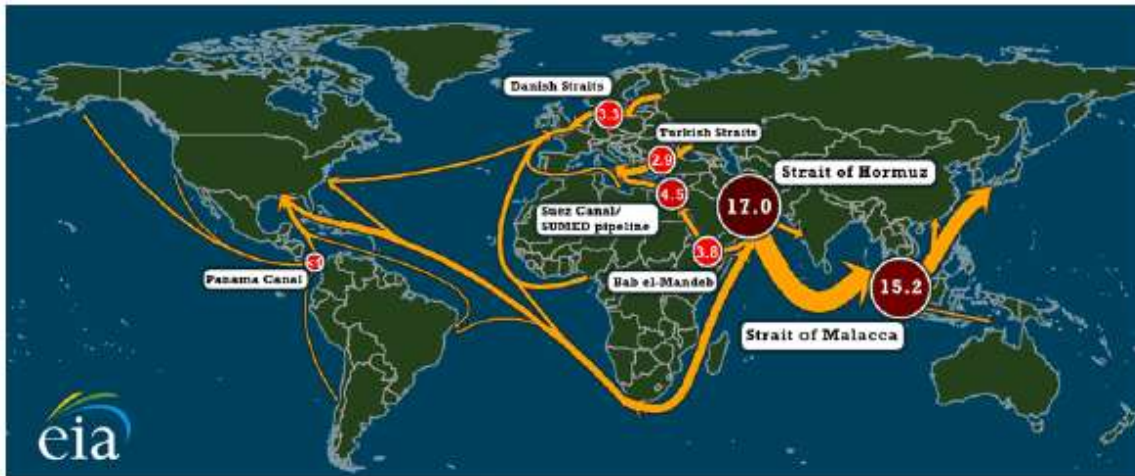 Danish Straits
3.3
Turkish Straits
2.9
Strait of Hormuz
17.0
4.5
Suez Canal/
SUMED pipeline
3.8
Bab el-Mandeb
<1
Panama Canal
15.2
Strait of Malacca
eia